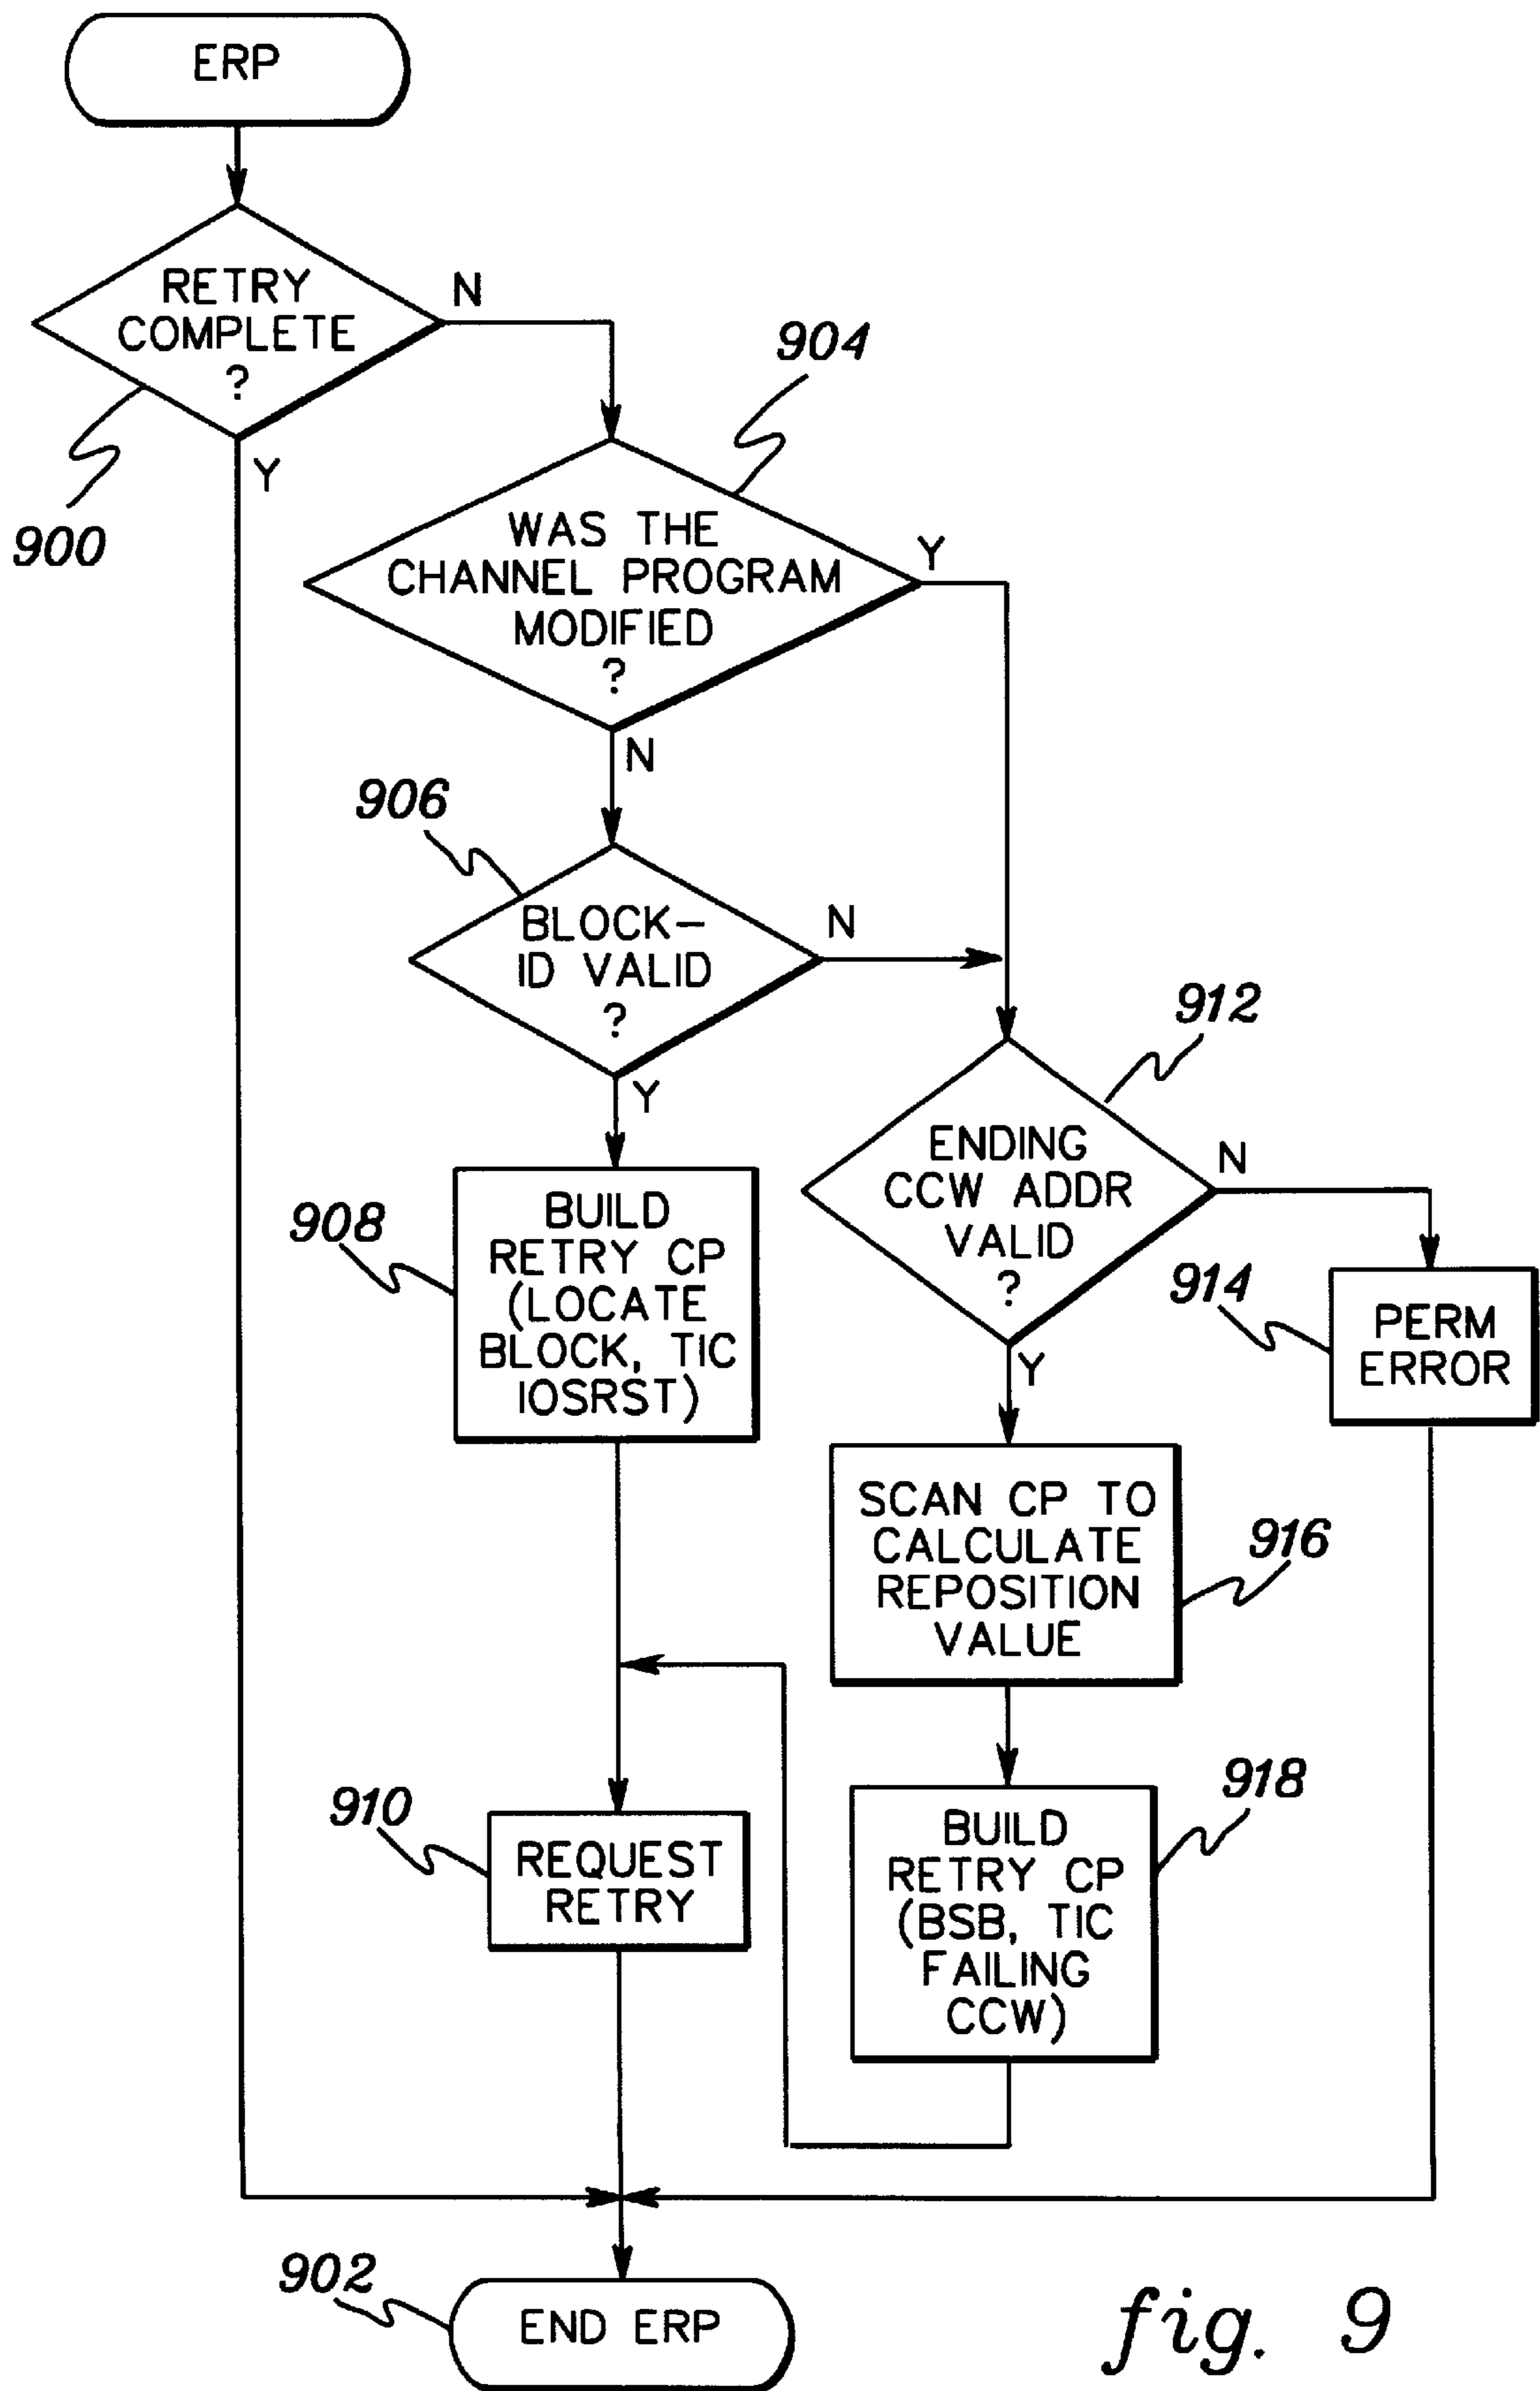 ERP
RETRY
COMPLETE
?
N
Y
900
904
WAS THE
CHANNEL PROGRAM
MODIFIED
?
Y
N
906
BLOCK-
ID VALID
?
N
Y
912
ENDING
CCW ADDR
VALID
?
N
Y
908
BUILD
RETRY CP
(LOCATE
BLOCK, TIC
IOSRST)
914
PERM
ERROR
SCAN CP TO
CALCULATE
REPOSITION
VALUE
916
910
REQUEST
RETRY
918
BUILD
RETRY CP
(BSB, TIC
FAILING
CCW)
902
END ERP
fig. 9